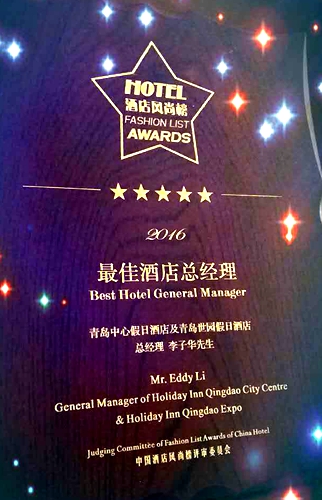 HOTEL
酒店风尚榜
FASHION LIST
AWARDS
2016
最佳酒店总经理
Best Hotel General Manager
青岛中心假日酒店及青岛世园假日酒店
总经理 李子华先生
Mr. Eddy Li
General Manager of Holiday Inn Qingdao City Centre
& Holiday Inn Qingdao Expo
Judging Committee of Fashion List Awards of China Hotel
中国酒店风尚榜评审委员会